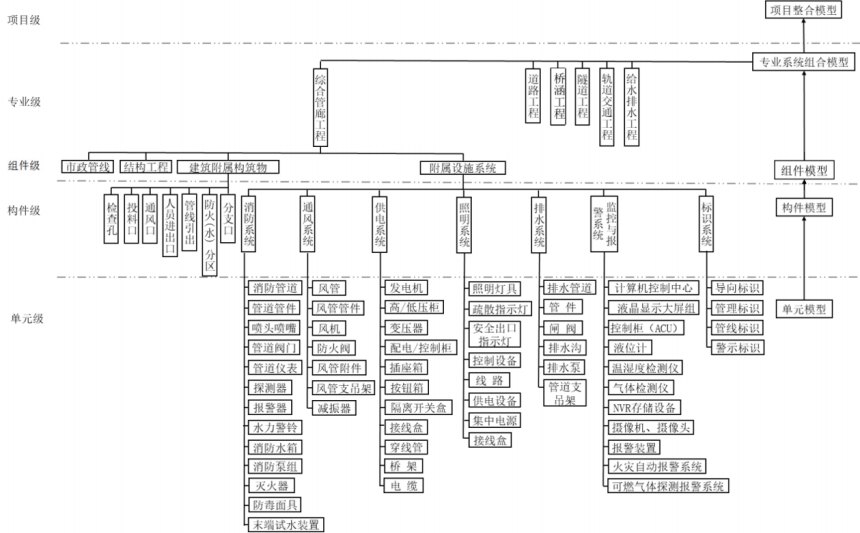 项目级
项目整合模型
专业系统组合模型
专业级
综合管廊工程
道路工程
桥涵工程
隧道工程
轨道交通工程
给水排水工程
组件级
市政管线
结构工程
建筑附属构筑物
附属设施系统
组件模型
构件级
检查孔
投料口
通风口
人员进出口
管线引出
防火(水)分区
分支口
消防系统
通风系统
供电系统
照明系统
排水系统
监控与报警系统
标识系统
构件模型
单元级
消防管道
管道管件
喷头喷嘴
管道阀门
管道仪表
探测器
报警器
水力警铃
消防水箱
消防泵组
灭火器
防毒面具
末端试水装置
风管
风管管件
风机
防火阀
风管附件
风管支吊架
减振器
发电机
高/低压柜
变压器
配电/控制柜
插座箱
按钮箱
隔离开关盒
接线盒
穿线管
桥 架
电 缆
照明灯具
疏散指示灯
安全出口
指示灯
控制设备
线 路
供电设备
集中电源
接线盒
排水管道
管 件
闸 阀
排水沟
排水泵
管道支
吊架
计算机控制中心
液晶显示大屏组
控制柜（ACU）
液位计
温湿度检测仪
气体检测仪
NVR存储设备
摄像机、摄像头
报警装置
火灾自动报警系统
可燃气体探测报警系统
导向标识
管理标识
管线标识
警示标识
单元模型